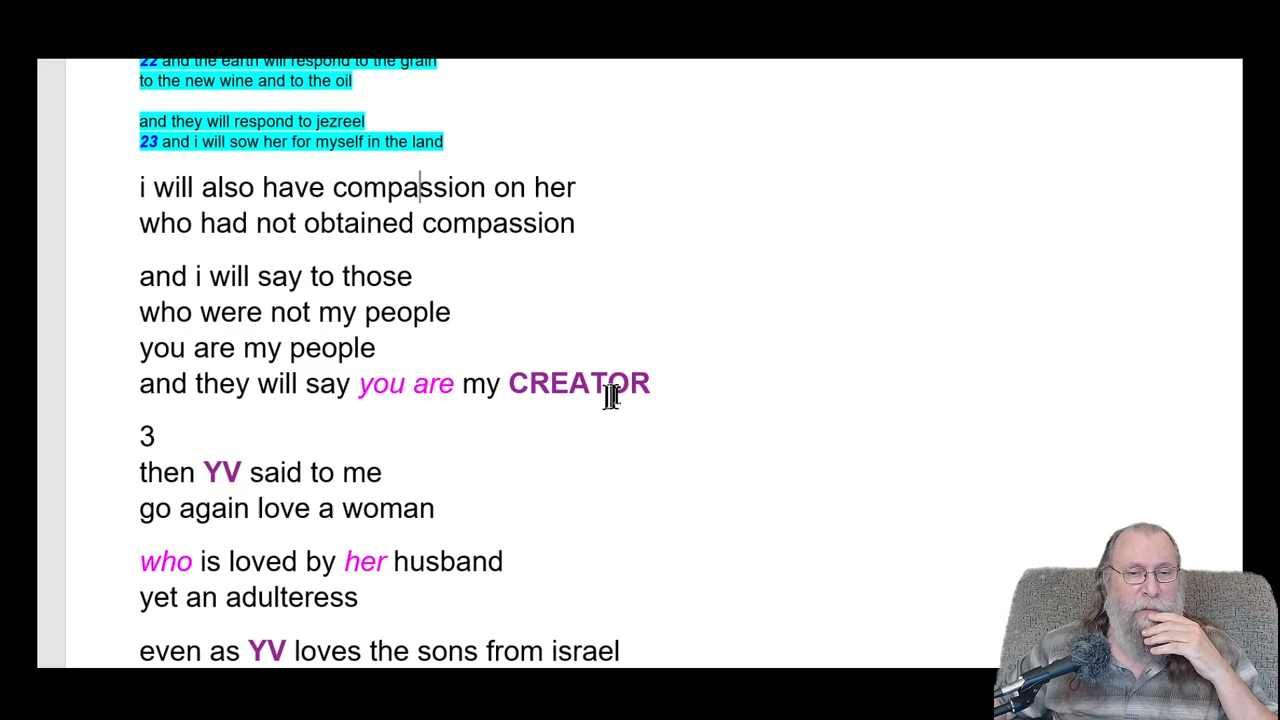 22 and the earth will respond to the grain
to the new wine and to the oil
and they will respond to jezreel
23 and i will sow her for myself in the land
i will also have compassion on her
who had not obtained compassion
and i will say to those
who were not my people
you are my people
and they will say you are my CREATOR
3
then YV said to me
go again love a woman
who is loved by her husband
yet an adulteress
even as YV loves the sons from israel